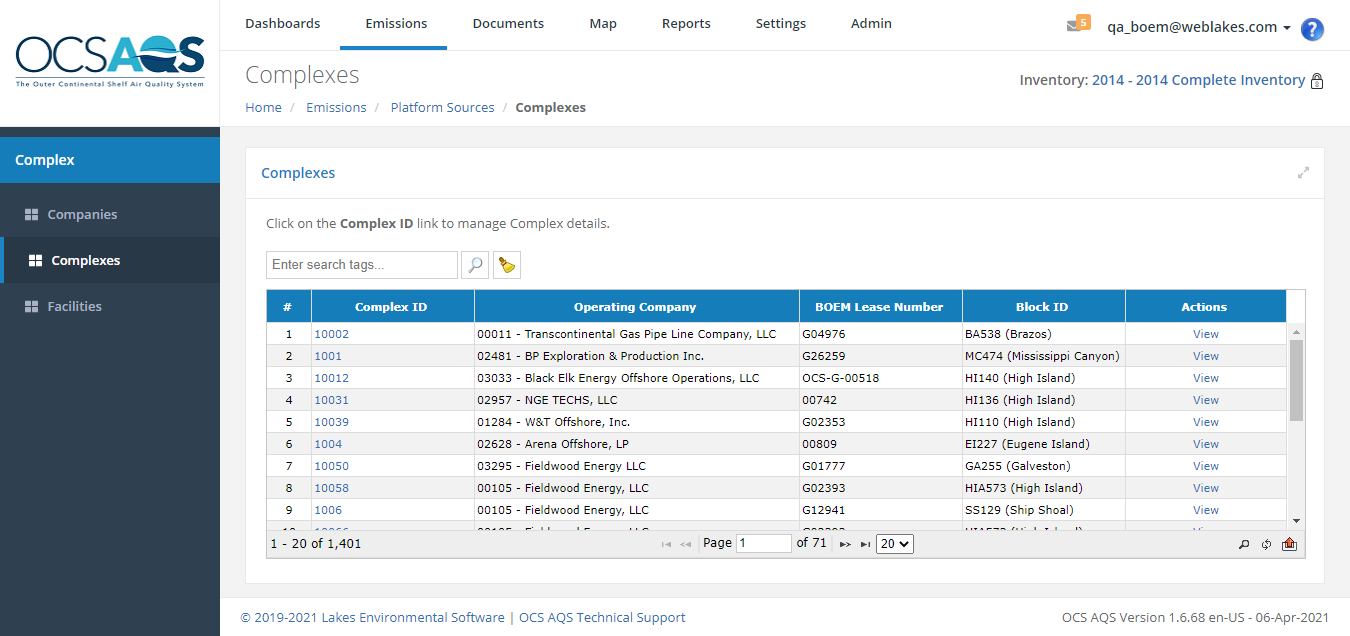 OCSAQS
The Outer Continental Shelf Air Quality System
Dashboards Emissions Documents Map Reports Settings Admin
5 qa_boem@weblakes.com ?
Complexes
Inventory: 2014 - 2014 Complete Inventory
Home / Emissions / Platform Sources / Complexes
Complex
Companies
Complexes
Facilities
Complexes
Click on the Complex ID link to manage Complex details.
Enter search tags...
# Complex ID Operating Company BOEM Lease Number Block ID Actions
1 10002 00011 - Transcontinental Gas Pipe Line Company, LLC G04976 BA538 (Brazos) View
2 1001 02481 - BP Exploration & Production Inc. G26259 MC474 (Mississippi Canyon) View
3 10012 03033 - Black Elk Energy Offshore Operations, LLC OCS-G-00518 HI140 (High Island) View
4 10031 02957 - NGE TECHS, LLC 00742 HI136 (High Island) View
5 10039 01284 - W&T Offshore, Inc. G02353 HI110 (High Island) View
6 1004 02628 - Arena Offshore, LP 00809 EI227 (Eugene Island) View
7 10050 03295 - Fieldwood Energy LLC G01777 GA255 (Galveston) View
8 10058 00105 - Fieldwood Energy, LLC G02393 HIA573 (High Island) View
9 1006 00105 - Fieldwood Energy, LLC G12941 SS129 (Ship Shoal) View
1 - 20 of 1,401 Page 1 of 71 20
© 2019-2021 Lakes Environmental Software | OCS AQS Technical Support
OCS AQS Version 1.6.68 en-US - 06-Apr-2021